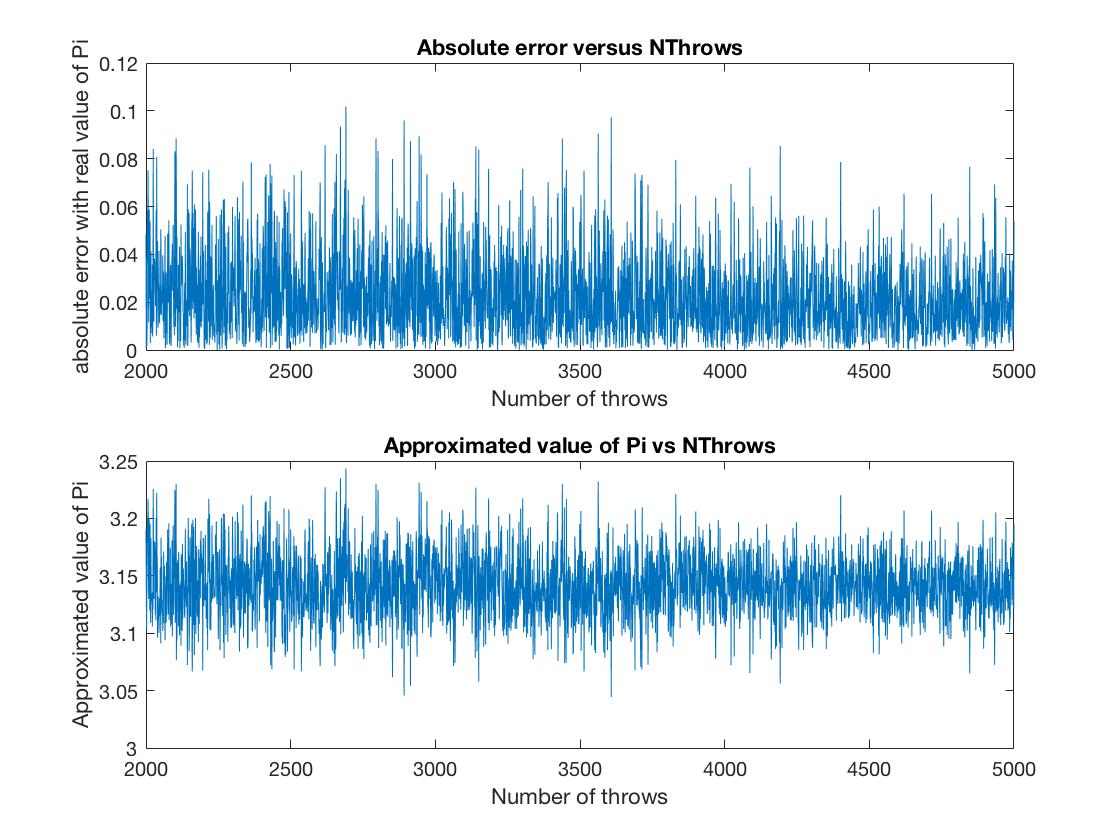 Absolute error versus NThrows
absolute error with real value of Pi
0.12
0.1
0.08
0.06
0.04
0.02
0
2000 2500 3000 3500 4000 4500 5000
Number of throws
Approximated value of Pi vs NThrows
Approximated value of Pi
3.25
3.2
3.15
3.1
3.05
3
2000 2500 3000 3500 4000 4500 5000
Number of throws